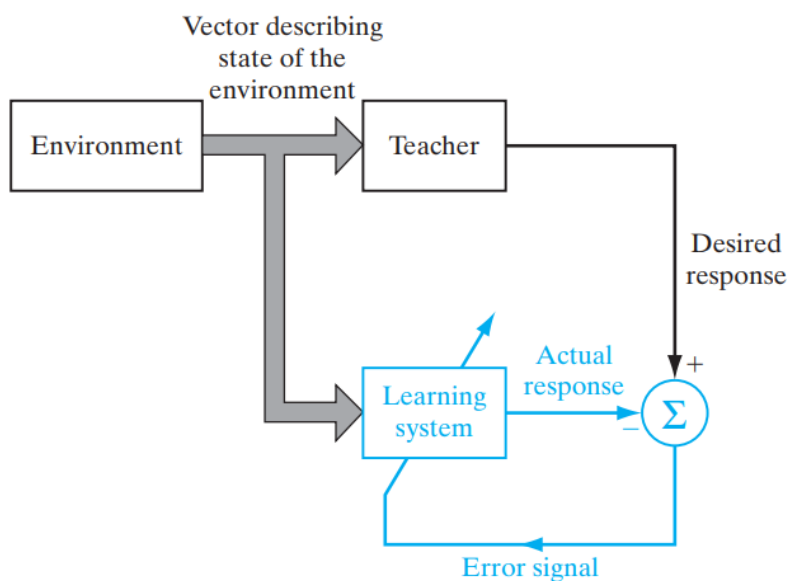 Vector describing
state of the
environment
Environment
Teacher
Desired
response
+
Actual
response
Learning
system
−
Σ
Error signal